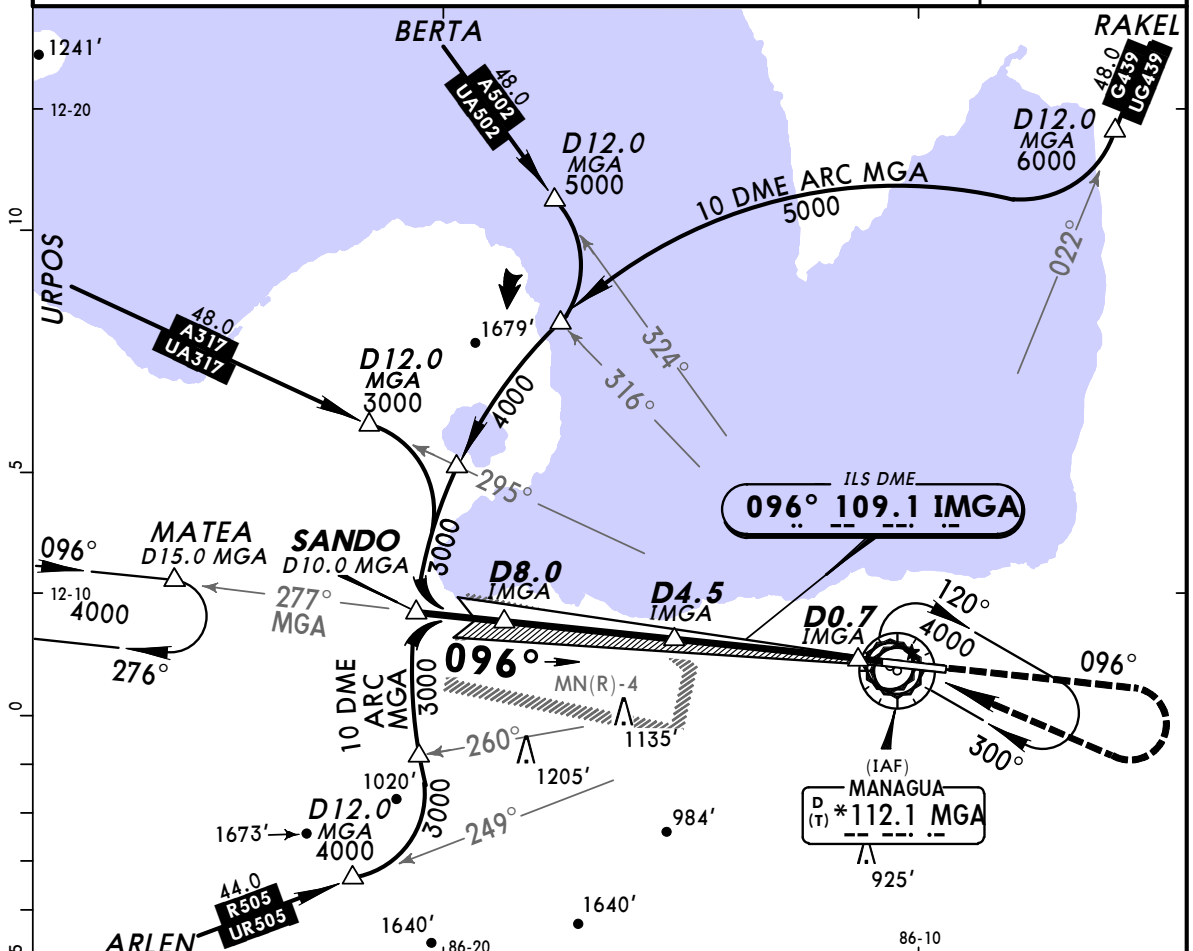 BERTA
RAKEL
1241'
48.0
A502
UA502
48.0
G439
UG439
12-20
D12.0
MGA
5000
D12.0
MGA
6000
10 DME ARC MGA
5000
10
URPOS
022°
48.0
A317
UA317
1679'
324°
D12.0
MGA
3000
316°
4000
5
295°
ILS DME
096° 109.1 IMGA
MATEA
D15.0 MGA
SANDO
D10.0 MGA
3000
096°
D8.0
IMGA
D4.5
IMGA
12-10
4000
277°
MGA
D0.7
IMGA
120°
4000
276°
096°
096°
MN(R)-4
10 DME
ARC
MGA
3000
0
1135'
260°
300°
1205'
(IAF)
MANAGUA
D
(T)
*112.1 MGA
1020'
D12.0
MGA
4000
3000
1673'
249°
984'
925'
44.0
R505
UR505
1640'
1640'
ARLEN
5
86-20
86-10